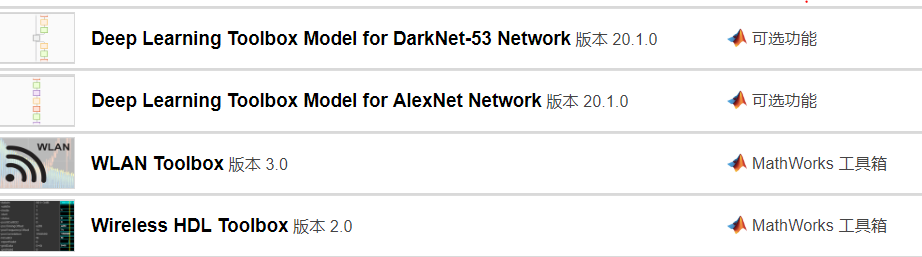 Deep Learning Toolbox Model for DarkNet-53 Network 版本 20.1.0 可选功能
Deep Learning Toolbox Model for AlexNet Network 版本 20.1.0 可选功能
WLAN
WLAN Toolbox 版本 3.0 MathWorks 工具箱
Wireless HDL Toolbox 版本 2.0 MathWorks 工具箱